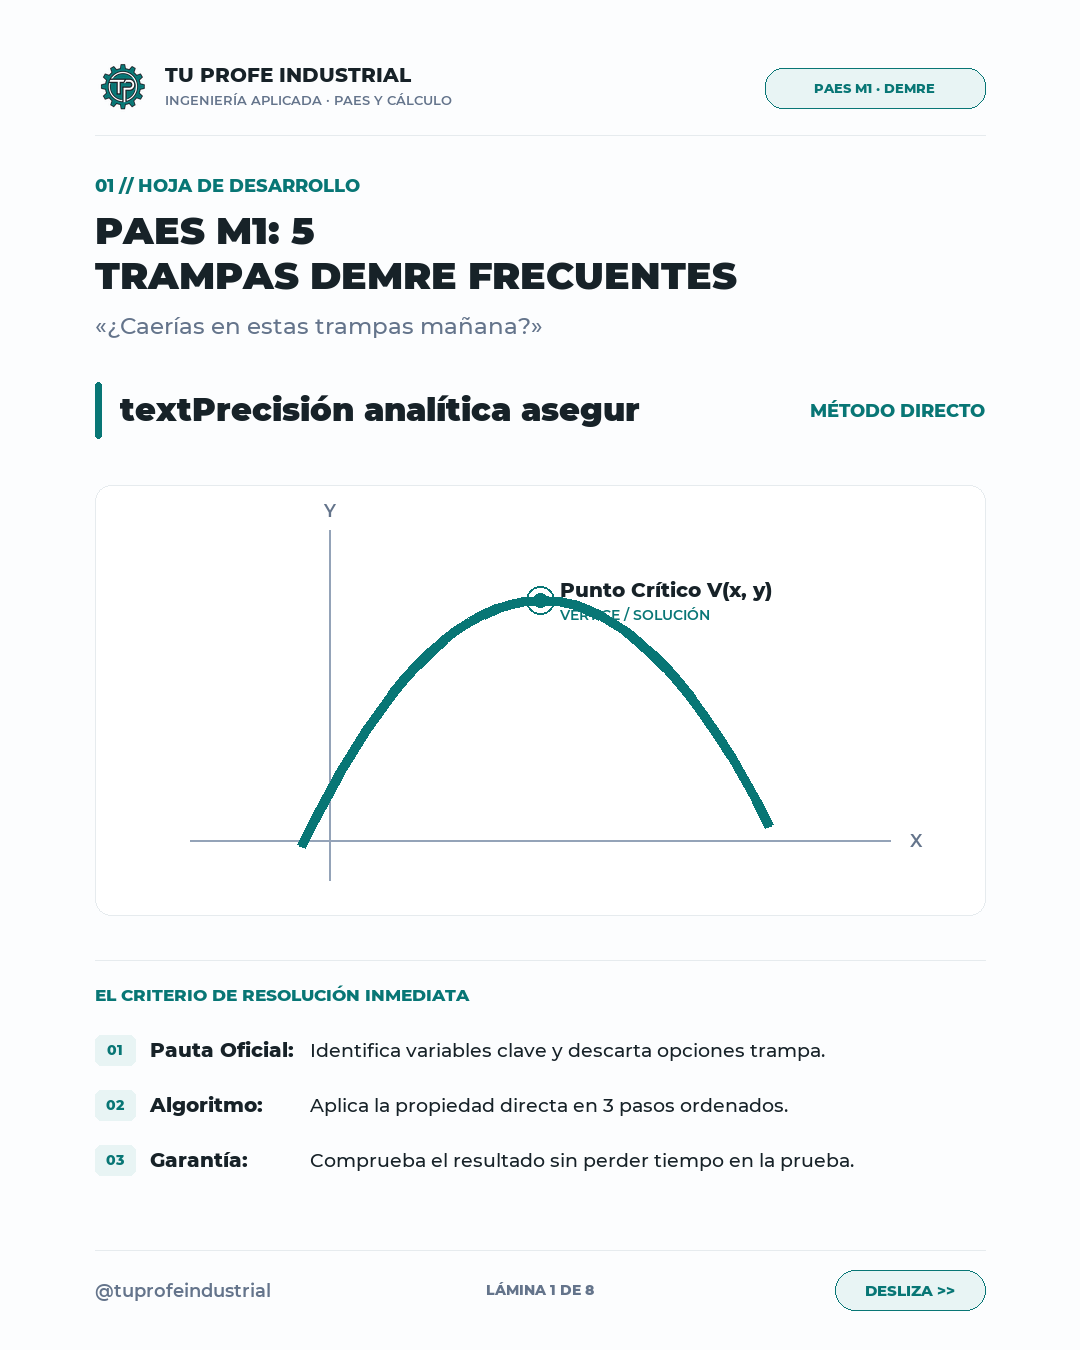 TP
TU PROFE INDUSTRIAL
INGENIERÍA APLICADA · PAES Y CÁLCULO
PAES M1 · DEMRE
01 // HOJA DE DESARROLLO
PAES M1: 5
TRAMPAS DEMRE FRECUENTES
«¿Caerías en estas trampas mañana?»
textPrecisión analítica asegur
MÉTODO DIRECTO
Y
Punto Crítico V(x, y)
VÉRTICE / SOLUCIÓN
X
EL CRITERIO DE RESOLUCIÓN INMEDIATA
01 Pauta Oficial: Identifica variables clave y descarta opciones trampa.
02 Algoritmo: Aplica la propiedad directa en 3 pasos ordenados.
03 Garantía: Comprueba el resultado sin perder tiempo en la prueba.
@tuprofeindustrial
LÁMINA 1 DE 8
DESLIZA >>